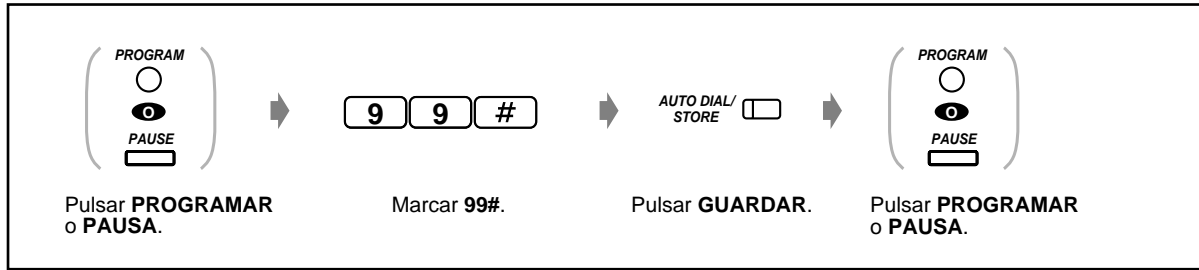 PROGRAM
O
PAUSE
9 9 #
AUTO DIAL/
STORE
PROGRAM
O
PAUSE
Pulsar PROGRAMAR
o PAUSA.
Marcar 99#.
Pulsar GUARDAR.
Pulsar PROGRAMAR
o PAUSA.